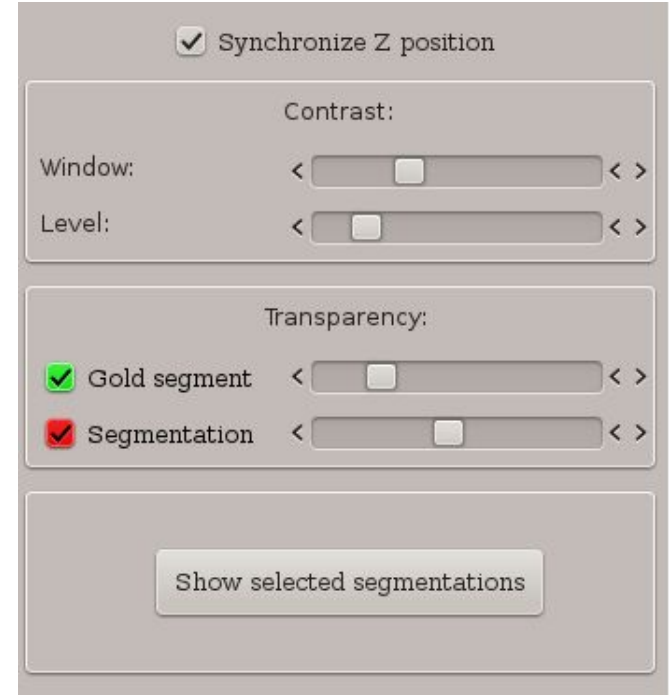 Synchronize Z position
Contrast:
Window:
Level:
Transparency:
Gold segment
Segmentation
Show selected segmentations